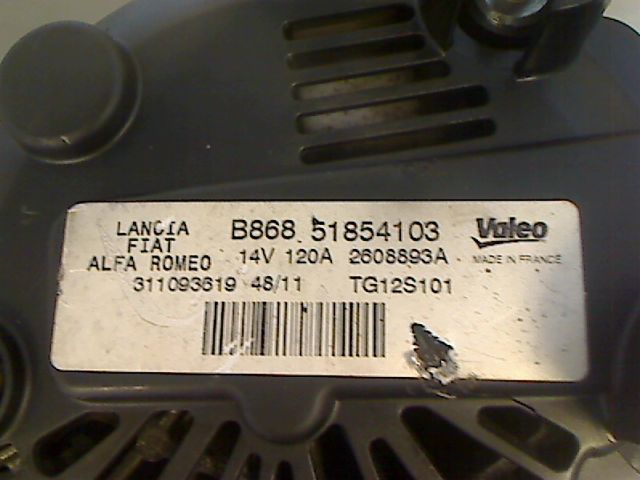 LANCIA
FIAT
ALFA ROMEO
B868 51854103
14V 120A 2608893A
311093619 48/11 TG12S101
Valeo
MADE IN FRANCE